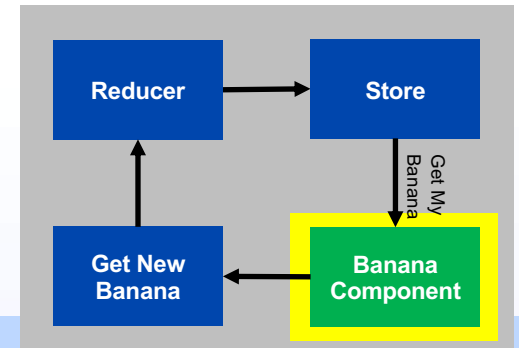 Reducer
Store
Get My
Banana
Get New
Banana
Banana
Component